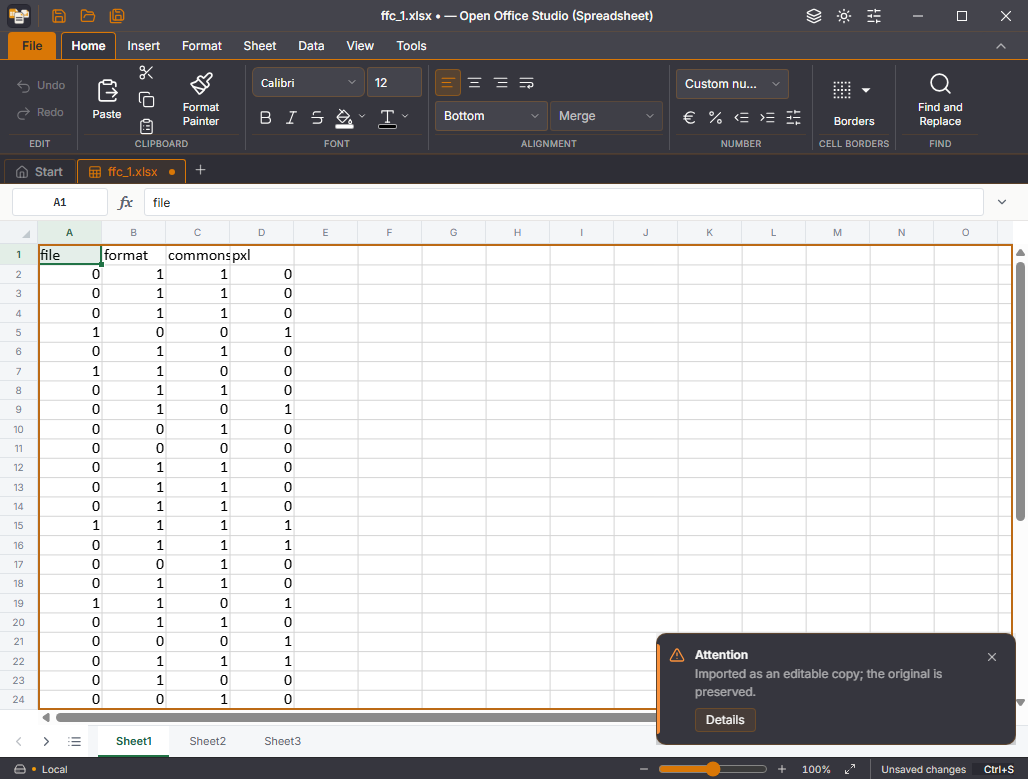 ffc_1.xlsx • — Open Office Studio (Spreadsheet)
File Home Insert Format Sheet Data View Tools
Undo
Redo
EDIT
Paste
Format Painter
CLIPBOARD
Calibri 12
B I S T
FONT
Bottom Merge
ALIGNMENT
Custom nu...
€ %
NUMBER
Borders
CELL BORDERS
Find and Replace
FIND
Start ffc_1.xlsx • +
A1 fx file
A B C D E F G H I J K L M N O
1 file format commons pxl
2 0 1 1 0
3 0 1 1 0
4 0 1 1 0
5 1 0 0 1
6 0 1 1 0
7 1 1 0 0
8 0 1 1 0
9 0 1 0 1
10 0 0 1 0
11 0 0 0 0
12 0 1 1 0
13 0 1 1 0
14 0 1 1 0
15 1 1 1 1
16 0 1 1 1
17 0 0 1 0
18 0 1 1 0
19 1 1 0 1
20 0 1 1 0
21 0 0 0 1
22 0 1 1 1
23 0 1 0 0
24 0 0 1 0
Attention
Imported as an editable copy; the original is
preserved.
Details
Sheet1 Sheet2 Sheet3
Local 100% Unsaved changes Ctrl+S